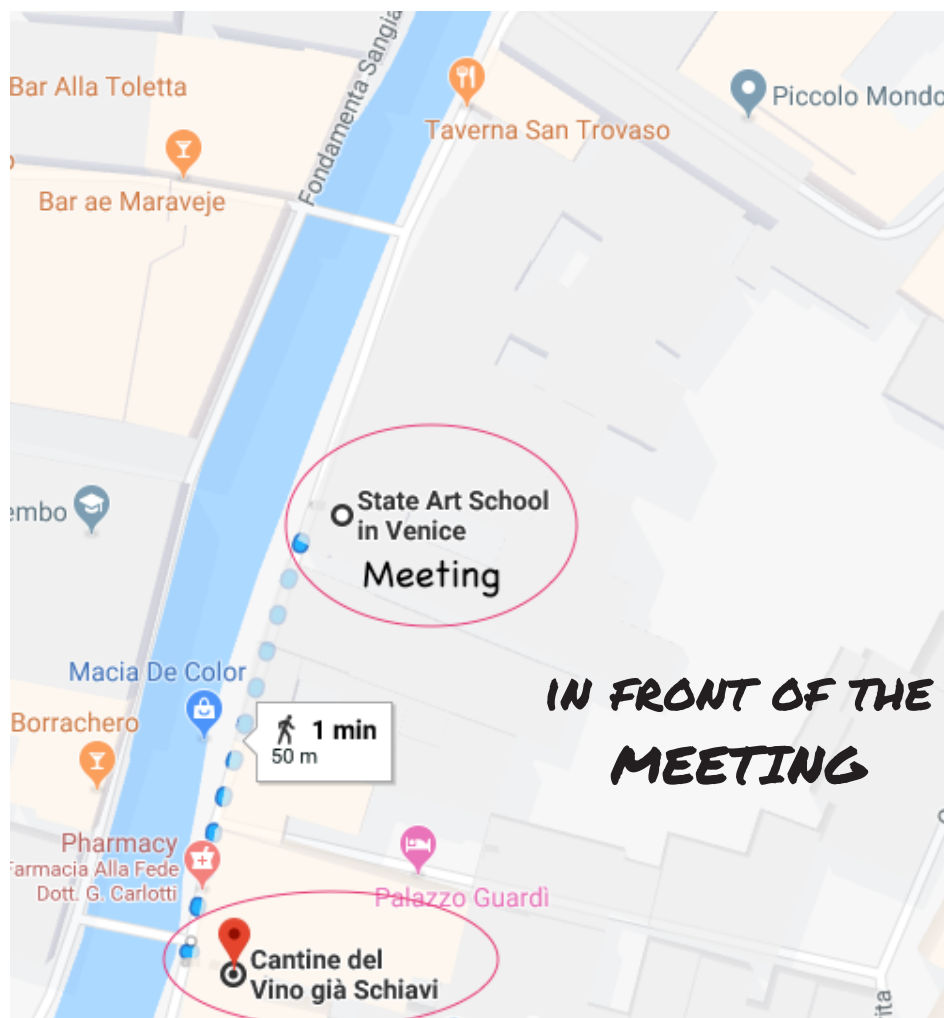 Fondamenta Sangia
Bar Alla Toletta
Piccolo Mondo
Taverna San Trovaso
Bar ae Maraveje
State Art School
in Venice
Meeting
embo
Macia De Color
IN FRONT OF THE
MEETING
Borrachero
1 min
50 m
Pharmacy
Farmacia Alla Fede
Dott. G. Carlotti
Palazzo Guardì
Cantine del
Vino già Schiavi
ita